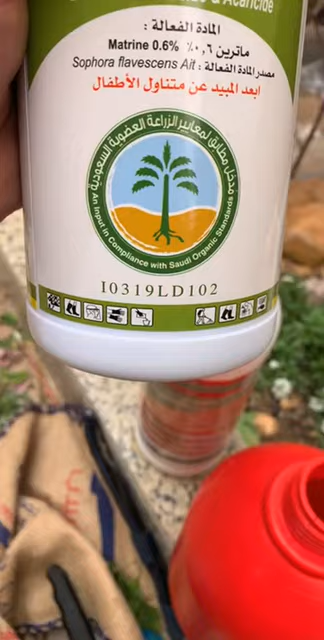 & Acaricide
المادة الفعالة :
ماترين ٠,٦٪ Matrine 0.6%
مصدر المادة الفعالة : Sophora flavescens Ait
ابعد المبيد عن متناول الأطفال
مدخل مطابق لمعايير الزراعة العضوية السعودية
An Input in Compliance with Saudi Organic Standards
I0319LD102